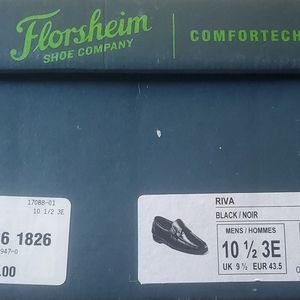 Florsheim
SHOE COMPANY
COMFORTECH
17088-01
10 1/2 3E
6 1826
947-0
.00
RIVA
BLACK / NOIR
MENS / HOMMES
10 ½ 3E
UK 9 ½ EUR 43.5